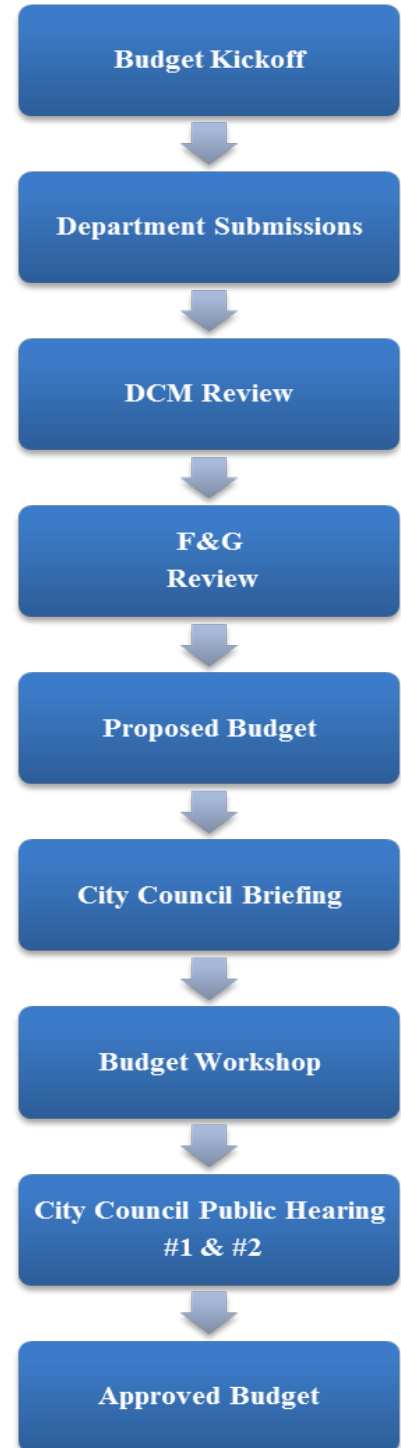 Budget Kickoff
Department Submissions
DCM Review
F&G
Review
Proposed Budget
City Council Briefing
Budget Workshop
City Council Public Hearing
#1 & #2
Approved Budget